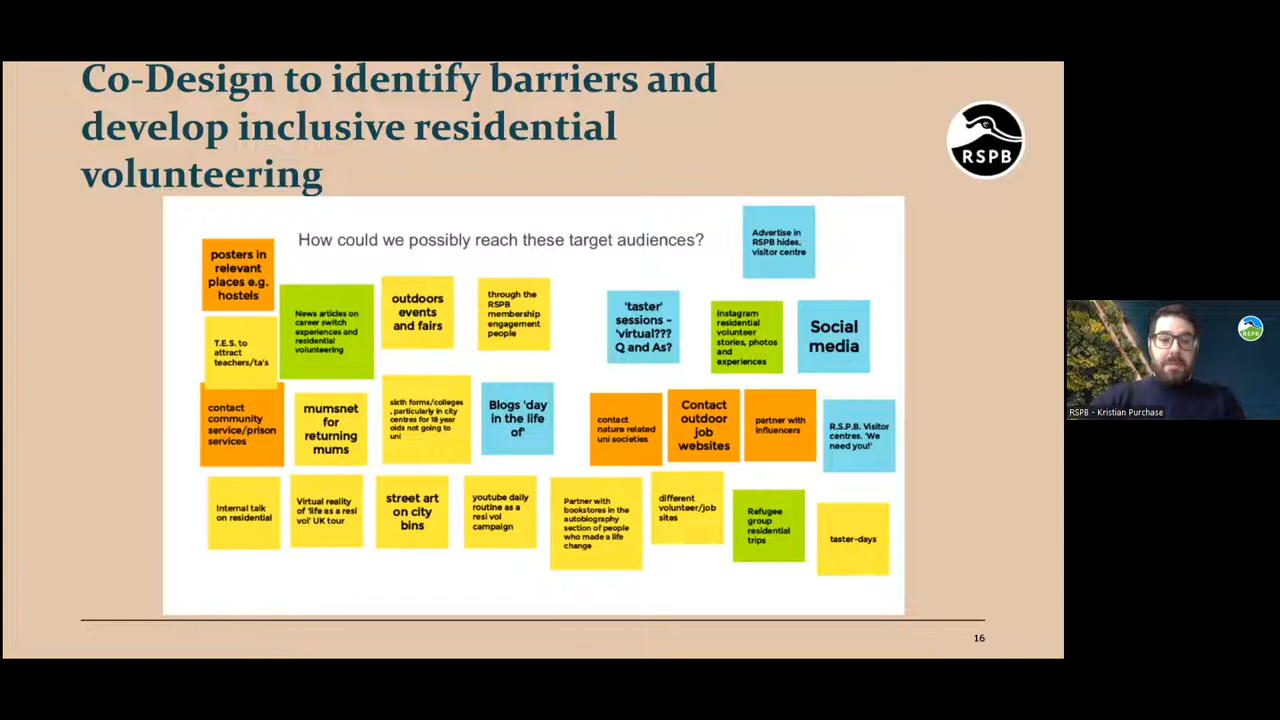 Co-Design to identify barriers and
develop inclusive residential
volunteering
RSPB
How could we possibly reach these target audiences?
Advertise in
RSPB hides,
visitor centre
posters in
relevant
places e.g.
hostels
News articles on
career switch
experiences and
residential
volunteering
outdoors
events
and fairs
through the
RSPB
membership
engagement
people
'taster'
sessions -
'virtual???
Q and As?
Instagram
residential
volunteer
stories, photos
and
experiences
Social
media
T.E.S. to
attract
teachers/ta's
contact
community
service/prison
services
mumsnet
for
returning
mums
sixth forms/colleges
, particularly in city
centres for 18 year
olds not going to
uni
Blogs 'day
in the life
of'
contact
nature related
uni societies
Contact
outdoor
job
websites
partner with
influencers
R.S.P.B. Visitor
centres. 'We
need you!'
Internal talk
on residential
Virtual reality
of 'life as a resi
vol' UK tour
street art
on city
bins
youtube daily
routine as a
resi vol
campaign
Partner with
bookstores in the
autobiography
section of people
who made a life
change
different
volunteer/job
sites
Refugee
group
residential
trips
taster-days
16
RSPB
RSPB - Kristian Purchase